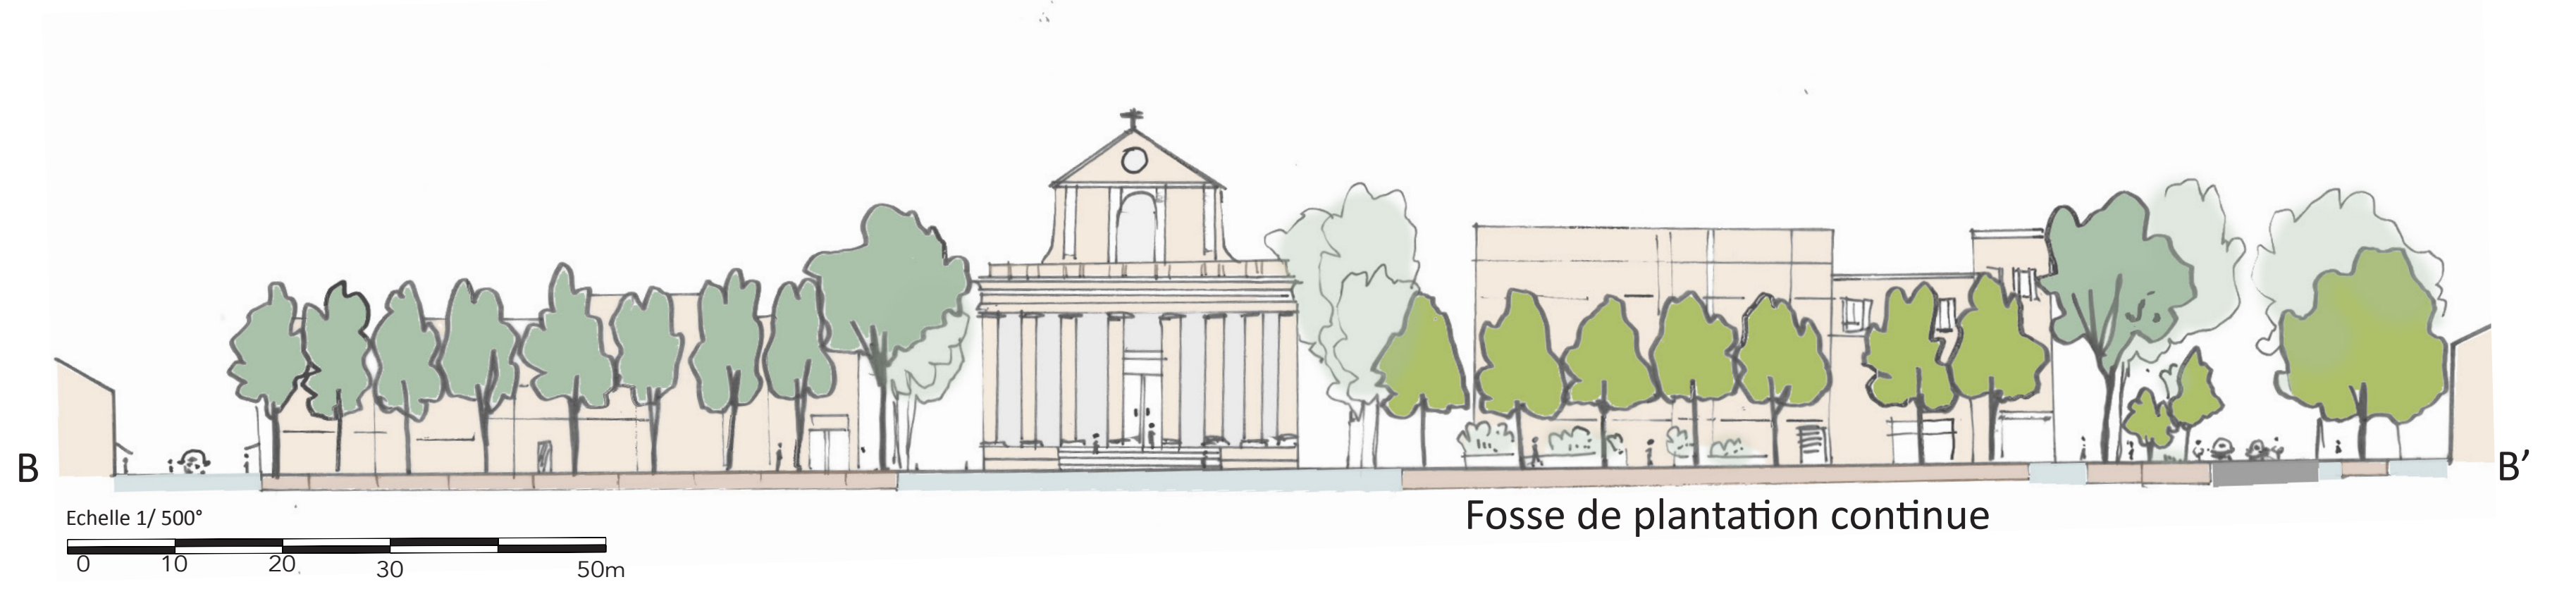 B
B’
Echelle 1/ 500°
Fosse de plantation continue
0 10 20 30 50m